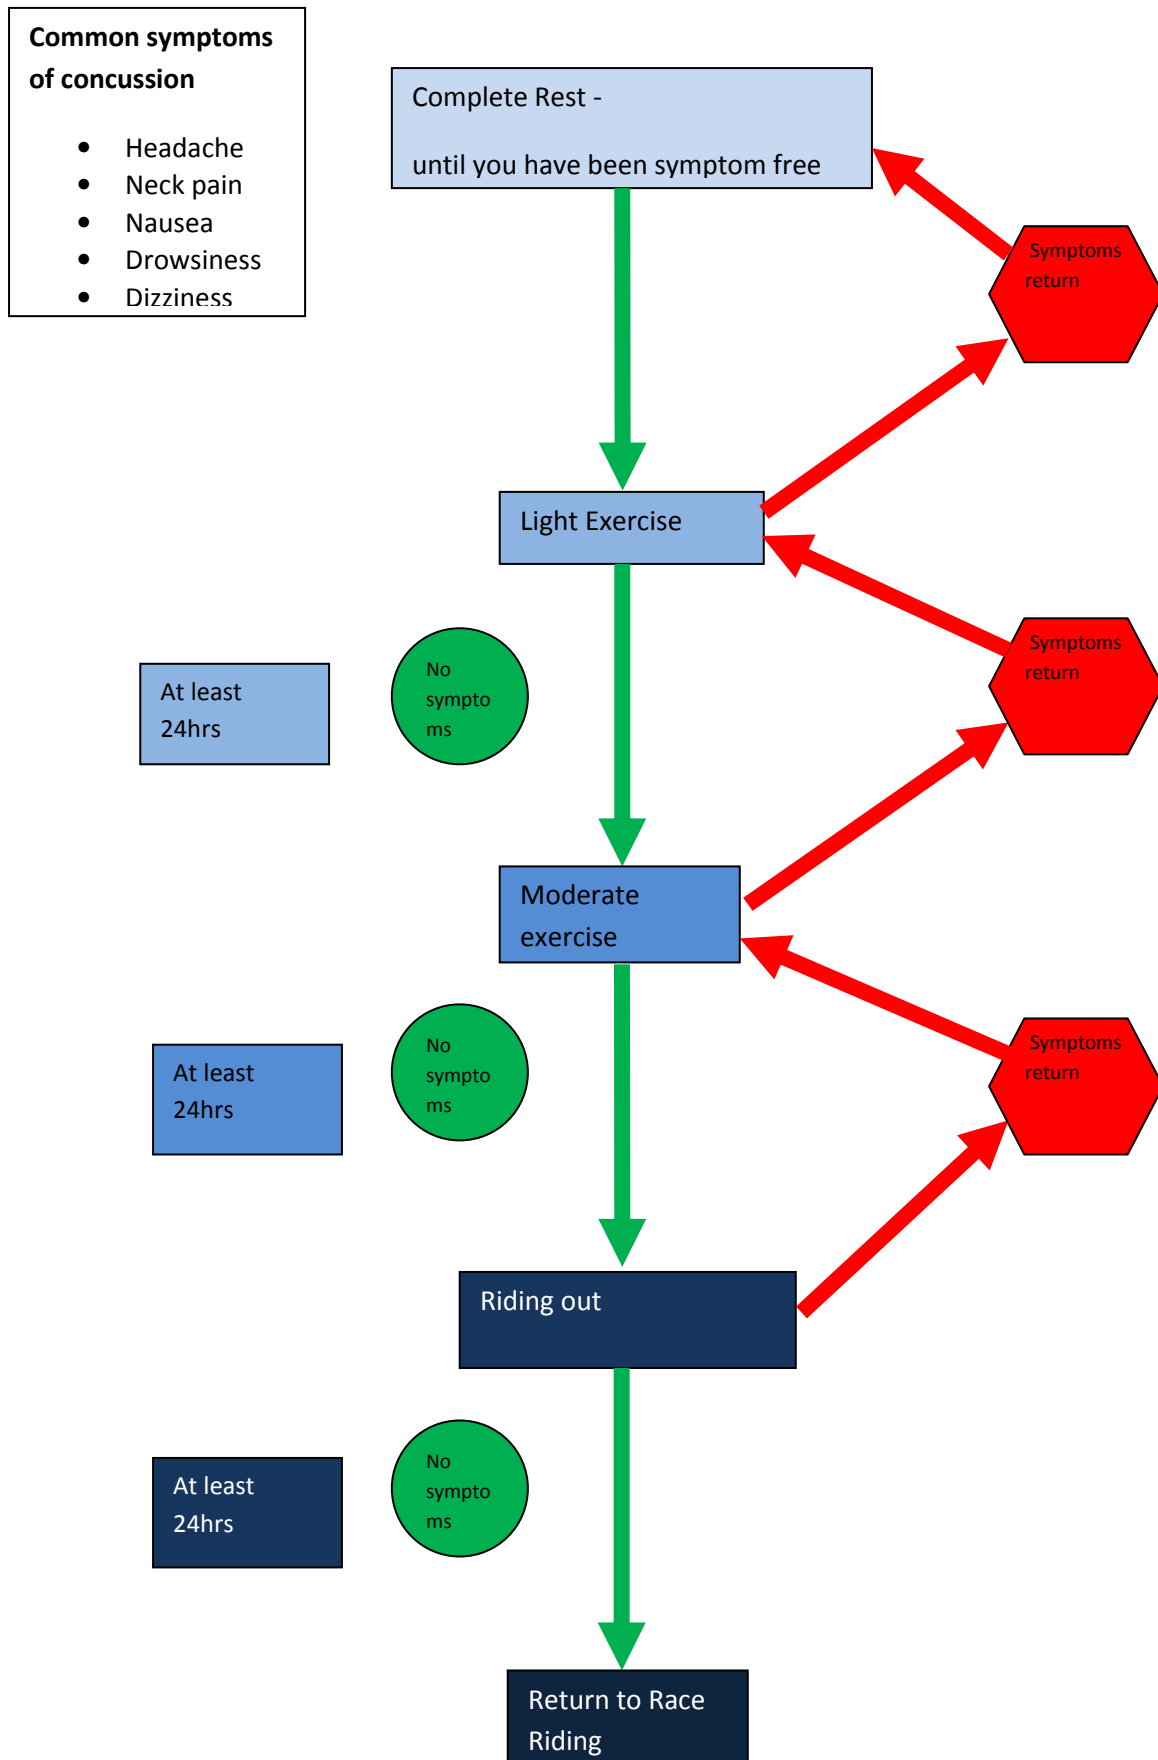 Common symptoms
of concussion
• Headache
• Neck pain
• Nausea
• Drowsiness
• Dizziness
Complete Rest -
until you have been symptom free
Symptoms
return
Light Exercise
Symptoms
return
At least
24hrs
No
sympto
ms
Moderate
exercise
Symptoms
return
At least
24hrs
No
sympto
ms
Riding out
At least
24hrs
No
sympto
ms
Return to Race
Riding